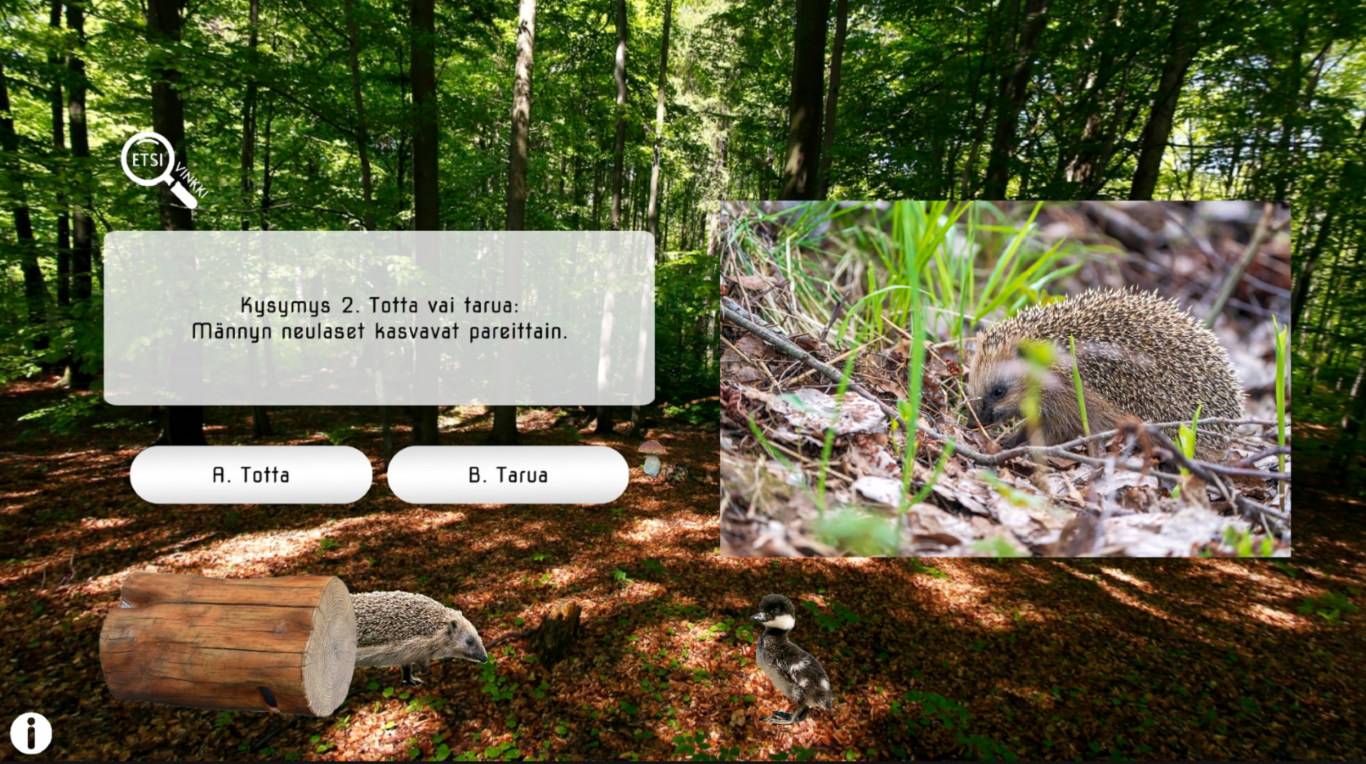 ETSI
VINKKI
Kysymys 2. Totta vai tarua:
Männyn neulaset kasvavat pareittain.
A. Totta
B. Tarua
i